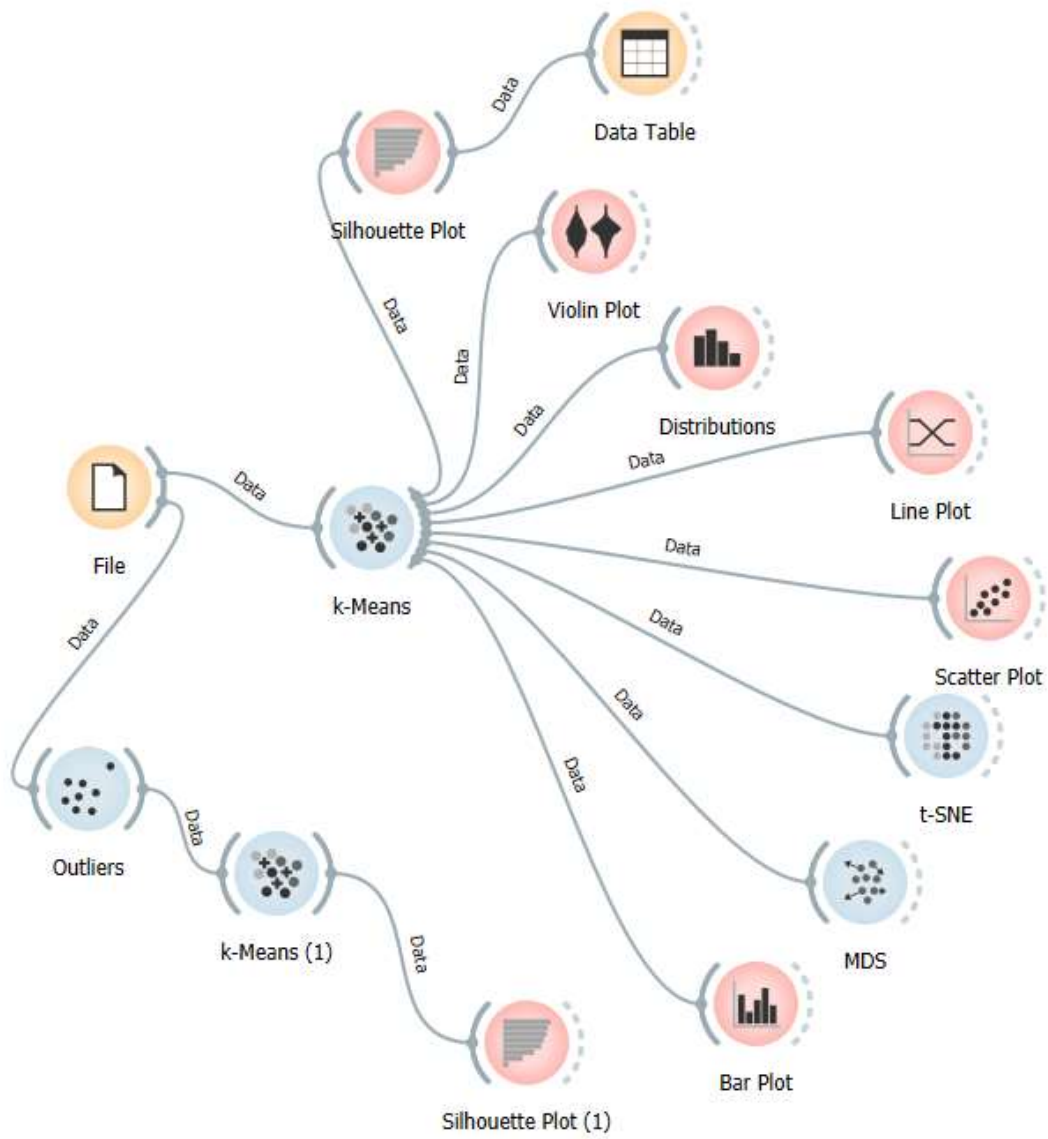 Data
Data Table
Silhouette Plot
Data
Violin Plot
Data
Data
Distributions
Data
Line Plot
File
Data
k-Means
Data
Scatter Plot
Data
Data
t-SNE
Data
Data
Outliers
Data
k-Means (1)
MDS
Data
Bar Plot
Silhouette Plot (1)